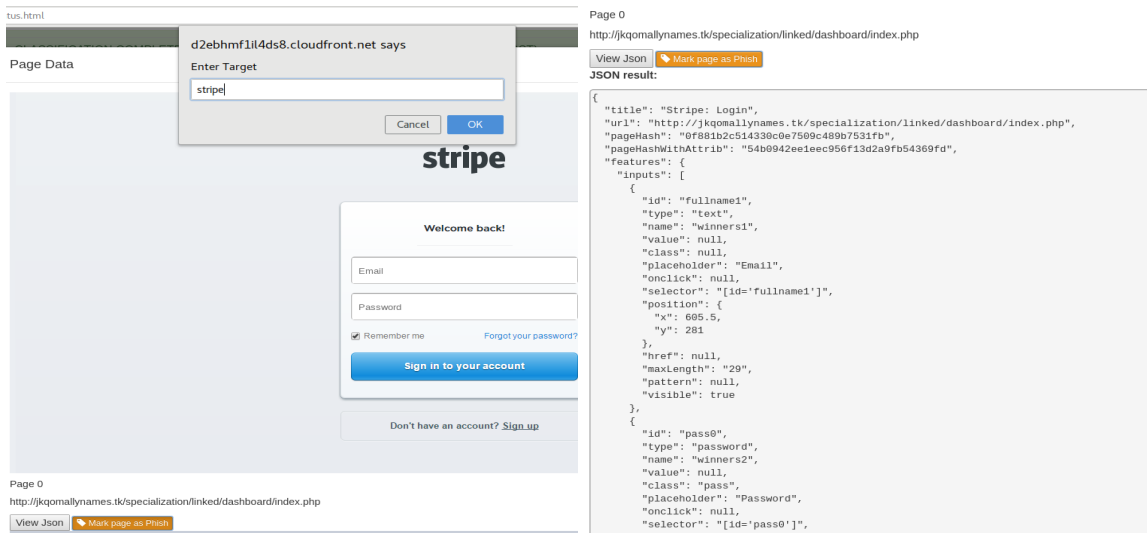 tus.html
d2ebhmf1il4ds8.cloudfront.net says
Enter Target
stripe
Cancel
OK
Page Data
stripe
Welcome back!
Email
Password
Remember me
Forgot your password?
Sign in to your account
Don't have an account? Sign up
Page 0
http://jkqomallynames.tk/specialization/linked/dashboard/index.php
View Json
Mark page as Phish
Page 0
http://jkqomallynames.tk/specialization/linked/dashboard/index.php
View Json
Mark page as Phish
JSON result:
{
"title": "Stripe: Login",
"url": "http://jkqomallynames.tk/specialization/linked/dashboard/index.php",
"pageHash": "0f881b2c514330c0e7509c489b7531fb",
"pageHashWithAttrib": "54b0942ee1eec956f13d2a9fb54369fd",
"features": {
"inputs": [
{
"id": "fullname1",
"type": "text",
"name": "winners1",
"value": null,
"class": null,
"placeholder": "Email",
"onclick": null,
"selector": "[id='fullname1']",
"position": {
"x": 605.5,
"y": 281
},
"href": null,
"maxLength": "29",
"pattern": null,
"visible": true
},
{
"id": "pass0",
"type": "password",
"name": "winners2",
"value": null,
"class": "pass",
"placeholder": "Password",
"onclick": null,
"selector": "[id='pass0']",